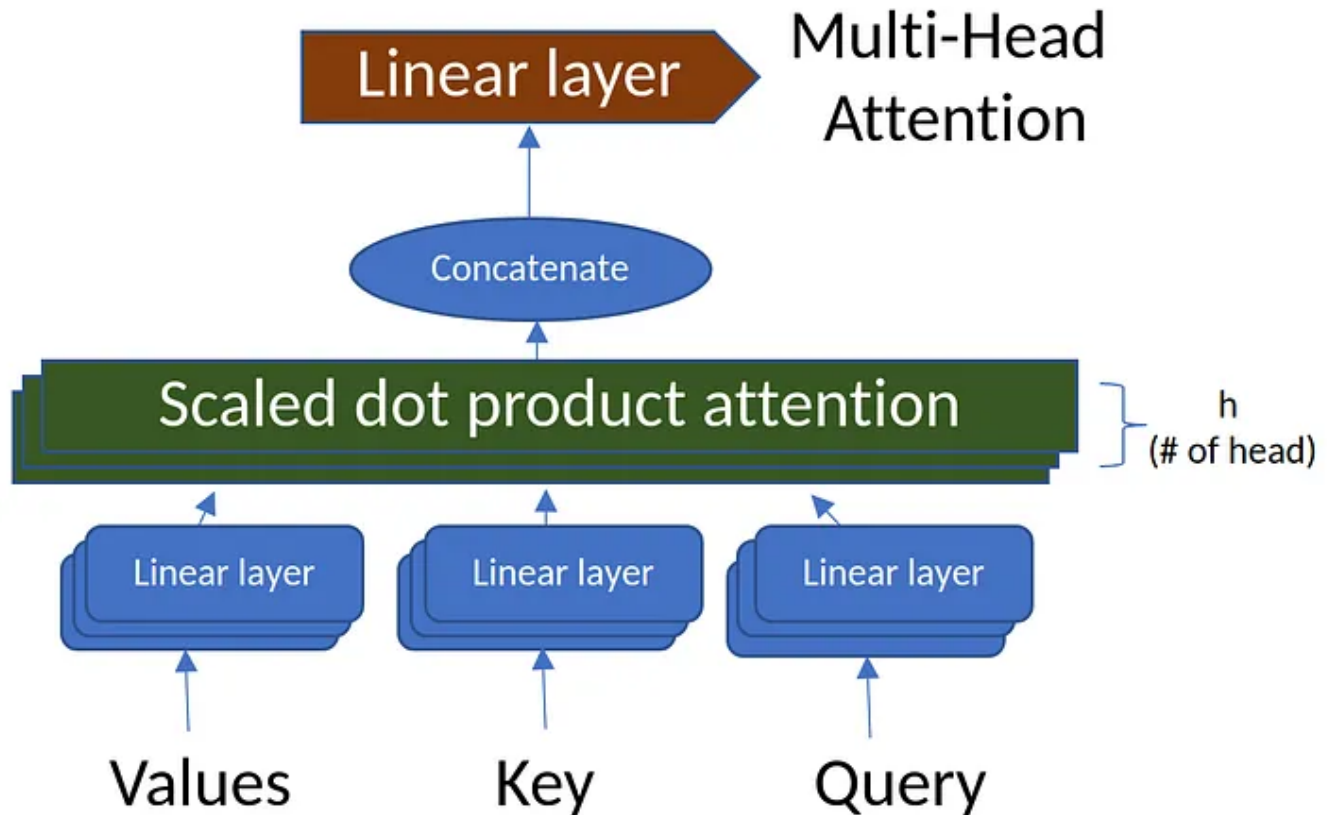 Linear layer
Multi-Head
Attention
Concatenate
Scaled dot product attention
h
(# of head)
Linear layer
Linear layer
Linear layer
Values
Key
Query